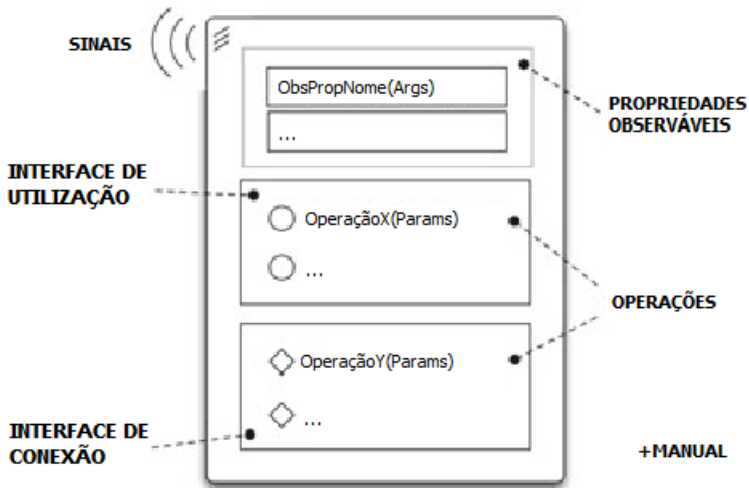 SINAIS
ObsPropNome(Args)
...
PROPRIEDADES
OBSERVÁVEIS
INTERFACE DE
UTILIZAÇÃO
OperaçãoX(Params)
...
OPERAÇÕES
OperaçãoY(Params)
...
INTERFACE DE
CONEXÃO
+MANUAL